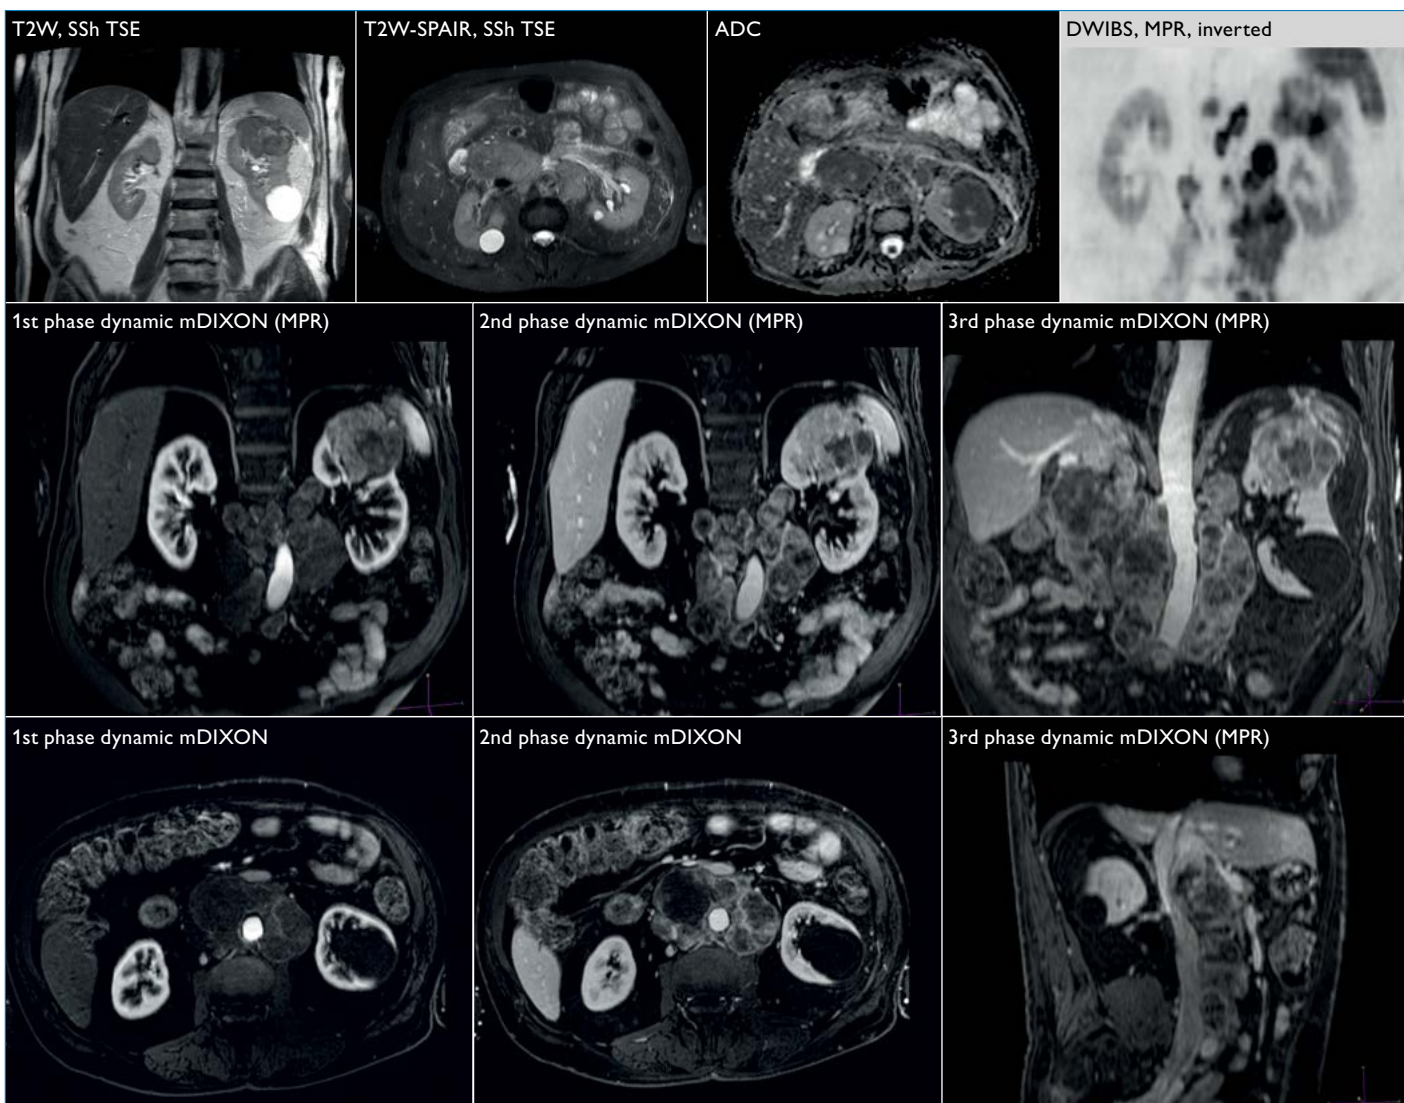 T2W, SSh TSE
T2W-SPAIR, SSh TSE
ADC
DWIBS, MPR, inverted
1st phase dynamic mDIXON (MPR)
2nd phase dynamic mDIXON (MPR)
3rd phase dynamic mDIXON (MPR)
1st phase dynamic mDIXON
2nd phase dynamic mDIXON
3rd phase dynamic mDIXON (MPR)